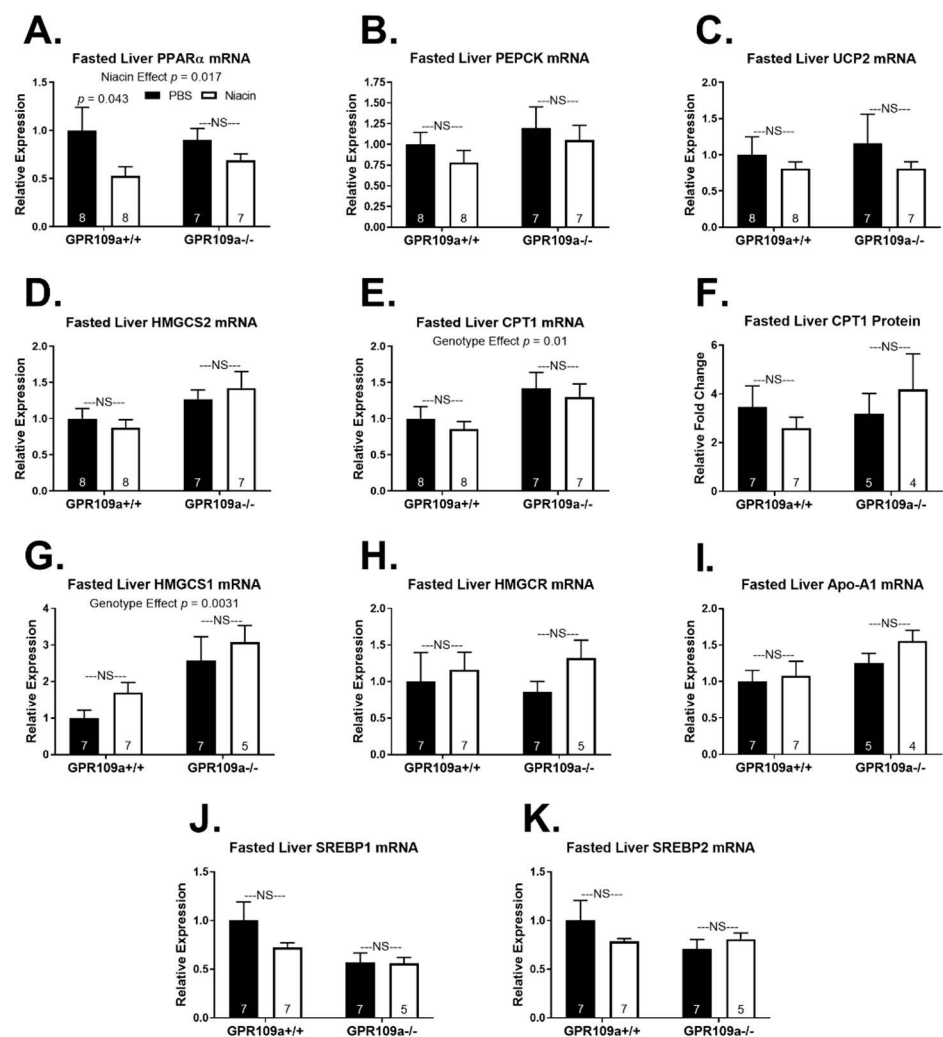 A.
Fasted Liver PPARα mRNA
Niacin Effect p = 0.017
p = 0.043 PBS Niacin
---NS---
Relative Expression
1.5
1.0
0.5
0.0
8 8 7 7
GPR109a+/+ GPR109a-/-
B.
Fasted Liver PEPCK mRNA
---NS--- ---NS---
Relative Expression
1.75
1.50
1.25
1.00
0.75
0.50
0.25
0.00
8 8 7 7
GPR109a+/+ GPR109a-/-
C.
Fasted Liver UCP2 mRNA
---NS--- ---NS---
Relative Expression
2.0
1.5
1.0
0.5
0.0
8 8 7 7
GPR109a+/+ GPR109a-/-
D.
Fasted Liver HMGCS2 mRNA
---NS--- ---NS---
Relative Expression
2.0
1.5
1.0
0.5
0.0
8 8 7 7
GPR109a+/+ GPR109a-/-
E.
Fasted Liver CPT1 mRNA
Genotype Effect p = 0.01
---NS--- ---NS---
Relative Expression
2.0
1.5
1.0
0.5
0.0
8 8 7 7
GPR109a+/+ GPR109a-/-
F.
Fasted Liver CPT1 Protein
---NS--- ---NS---
Relative Fold Change
6
4
2
0
7 7 5 4
GPR109a+/+ GPR109a-/-
G.
Fasted Liver HMGCS1 mRNA
Genotype Effect p = 0.0031
---NS--- ---NS---
Relative Expression
4
3
2
1
0
7 7 7 5
GPR109a+/+ GPR109a-/-
H.
Fasted Liver HMGCR mRNA
---NS--- ---NS---
Relative Expression
2.0
1.5
1.0
0.5
0.0
7 7 7 5
GPR109a+/+ GPR109a-/-
I.
Fasted Liver Apo-A1 mRNA
---NS--- ---NS---
Relative Expression
2.0
1.5
1.0
0.5
0.0
7 7 5 4
GPR109a+/+ GPR109a-/-
J.
Fasted Liver SREBP1 mRNA
---NS--- ---NS---
Relative Expression
1.5
1.0
0.5
0.0
7 7 7 5
GPR109a+/+ GPR109a-/-
K.
Fasted Liver SREBP2 mRNA
---NS--- ---NS---
Relative Expression
1.5
1.0
0.5
0.0
7 7 7 5
GPR109a+/+ GPR109a-/-